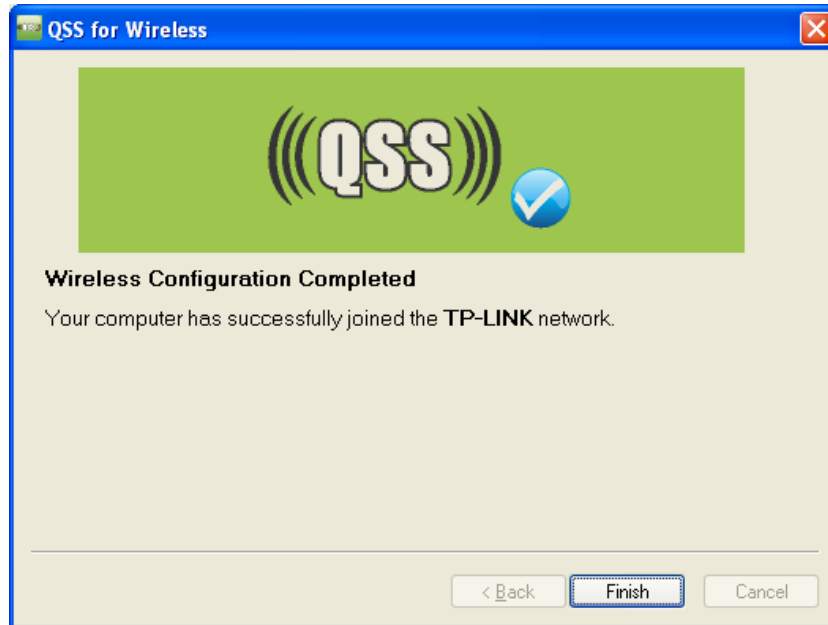 QSS for Wireless
QSS
Wireless Configuration Completed
Your computer has successfully joined the TP-LINK network.
< Back
Finish
Cancel